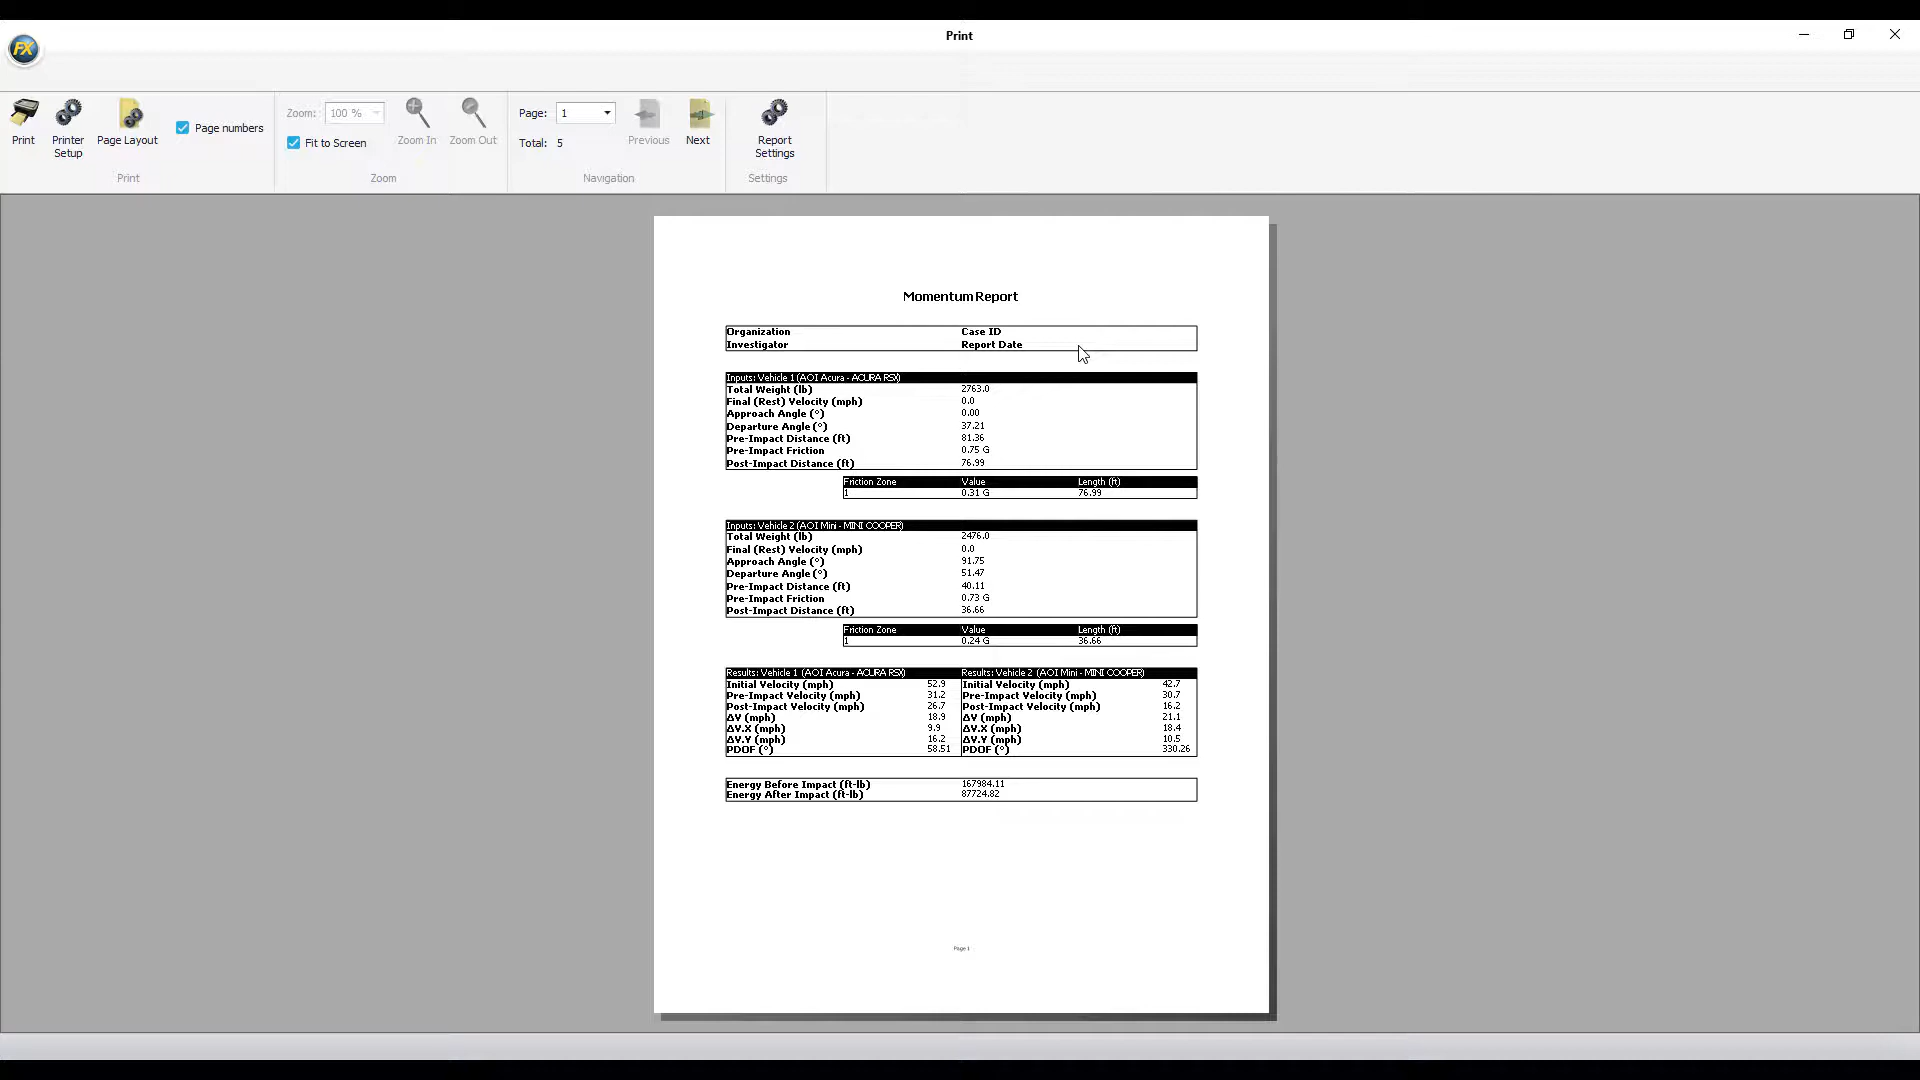 Print
FX
Print
Printer Setup
Page Layout
Page numbers
Print
Zoom: 100 %
Fit to Screen
Zoom In
Zoom Out
Zoom
Page: 1
Total: 5
Previous
Next
Navigation
Report Settings
Settings
Momentum Report
Organization Case ID
Investigator Report Date
Inputs: Vehicle 1 (AOI Acura - ACURA RSX)
Total Weight (lb) 2763.0
Final (Rest) Velocity (mph) 0.0
Approach Angle (°) 0.00
Departure Angle (°) 37.21
Pre-Impact Distance (ft) 81.36
Pre-Impact Friction 0.75 G
Post-Impact Distance (ft) 76.99
Friction Zone Value Length (ft)
1 0.31 G 76.99
Inputs: Vehicle 2 (AOI Mini - MINI COOPER)
Total Weight (lb) 2476.0
Final (Rest) Velocity (mph) 0.0
Approach Angle (°) 91.75
Departure Angle (°) 51.47
Pre-Impact Distance (ft) 40.11
Pre-Impact Friction 0.73 G
Post-Impact Distance (ft) 36.66
Friction Zone Value Length (ft)
1 0.24 G 36.66
Results: Vehicle 1 (AOI Acura - ACURA RSX) Results: Vehicle 2 (AOI Mini - MINI COOPER)
Initial Velocity (mph) 52.9 Initial Velocity (mph) 42.7
Pre-Impact Velocity (mph) 31.2 Pre-Impact Velocity (mph) 30.7
Post-Impact Velocity (mph) 26.7 Post-Impact Velocity (mph) 16.2
ΔV (mph) 18.9 ΔV (mph) 21.1
ΔV.X (mph) 9.9 ΔV.X (mph) 18.4
ΔV.Y (mph) 16.2 ΔV.Y (mph) 10.5
PDOF (°) 58.51 PDOF (°) 330.26
Energy Before Impact (ft-lb) 167984.11
Energy After Impact (ft-lb) 87724.82
Page 1